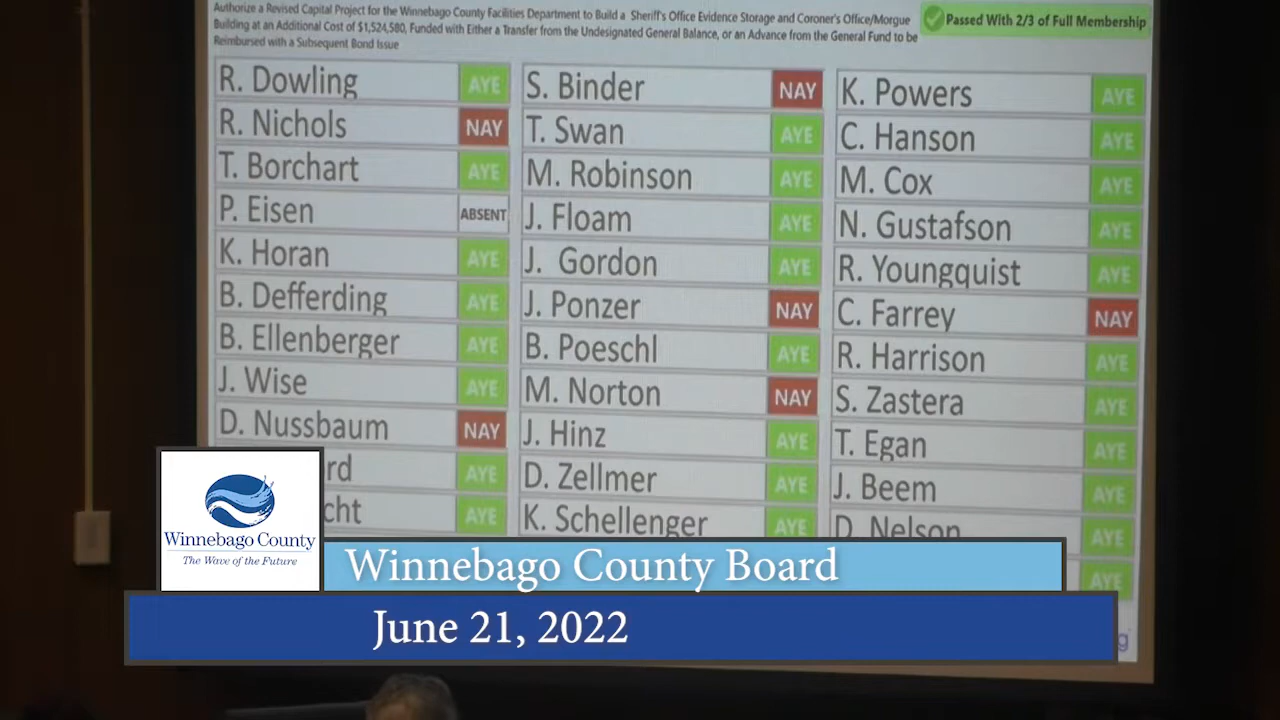 Authorize a Revised Capital Project for the Winnebago County Facilities Department to Build a Sheriff's Office Evidence Storage and Coroner's Office/Morgue
Building at an Additional Cost of $1,524,580, Funded with Either a Transfer from the Undesignated General Balance, or an Advance from the General Fund to be
Reimbursed with a Subsequent Bond Issue
Passed With 2/3 of Full Membership
R. Dowling AYE
R. Nichols NAY
T. Borchart AYE
P. Eisen ABSENT
K. Horan AYE
B. Defferding AYE
B. Ellenberger AYE
J. Wise AYE
D. Nussbaum NAY
rd AYE
cht AYE
S. Binder NAY
T. Swan AYE
M. Robinson AYE
J. Floam AYE
J. Gordon AYE
J. Ponzer NAY
B. Poeschl AYE
M. Norton NAY
J. Hinz AYE
D. Zellmer AYE
K. Schellenger AYE
K. Powers AYE
C. Hanson AYE
M. Cox AYE
N. Gustafson AYE
R. Youngquist AYE
C. Farrey NAY
R. Harrison AYE
S. Zastera AYE
T. Egan AYE
J. Beem AYE
D. Nelson AYE
AYE
g
Winnebago County
The Wave of the Future
Winnebago County Board
June 21, 2022